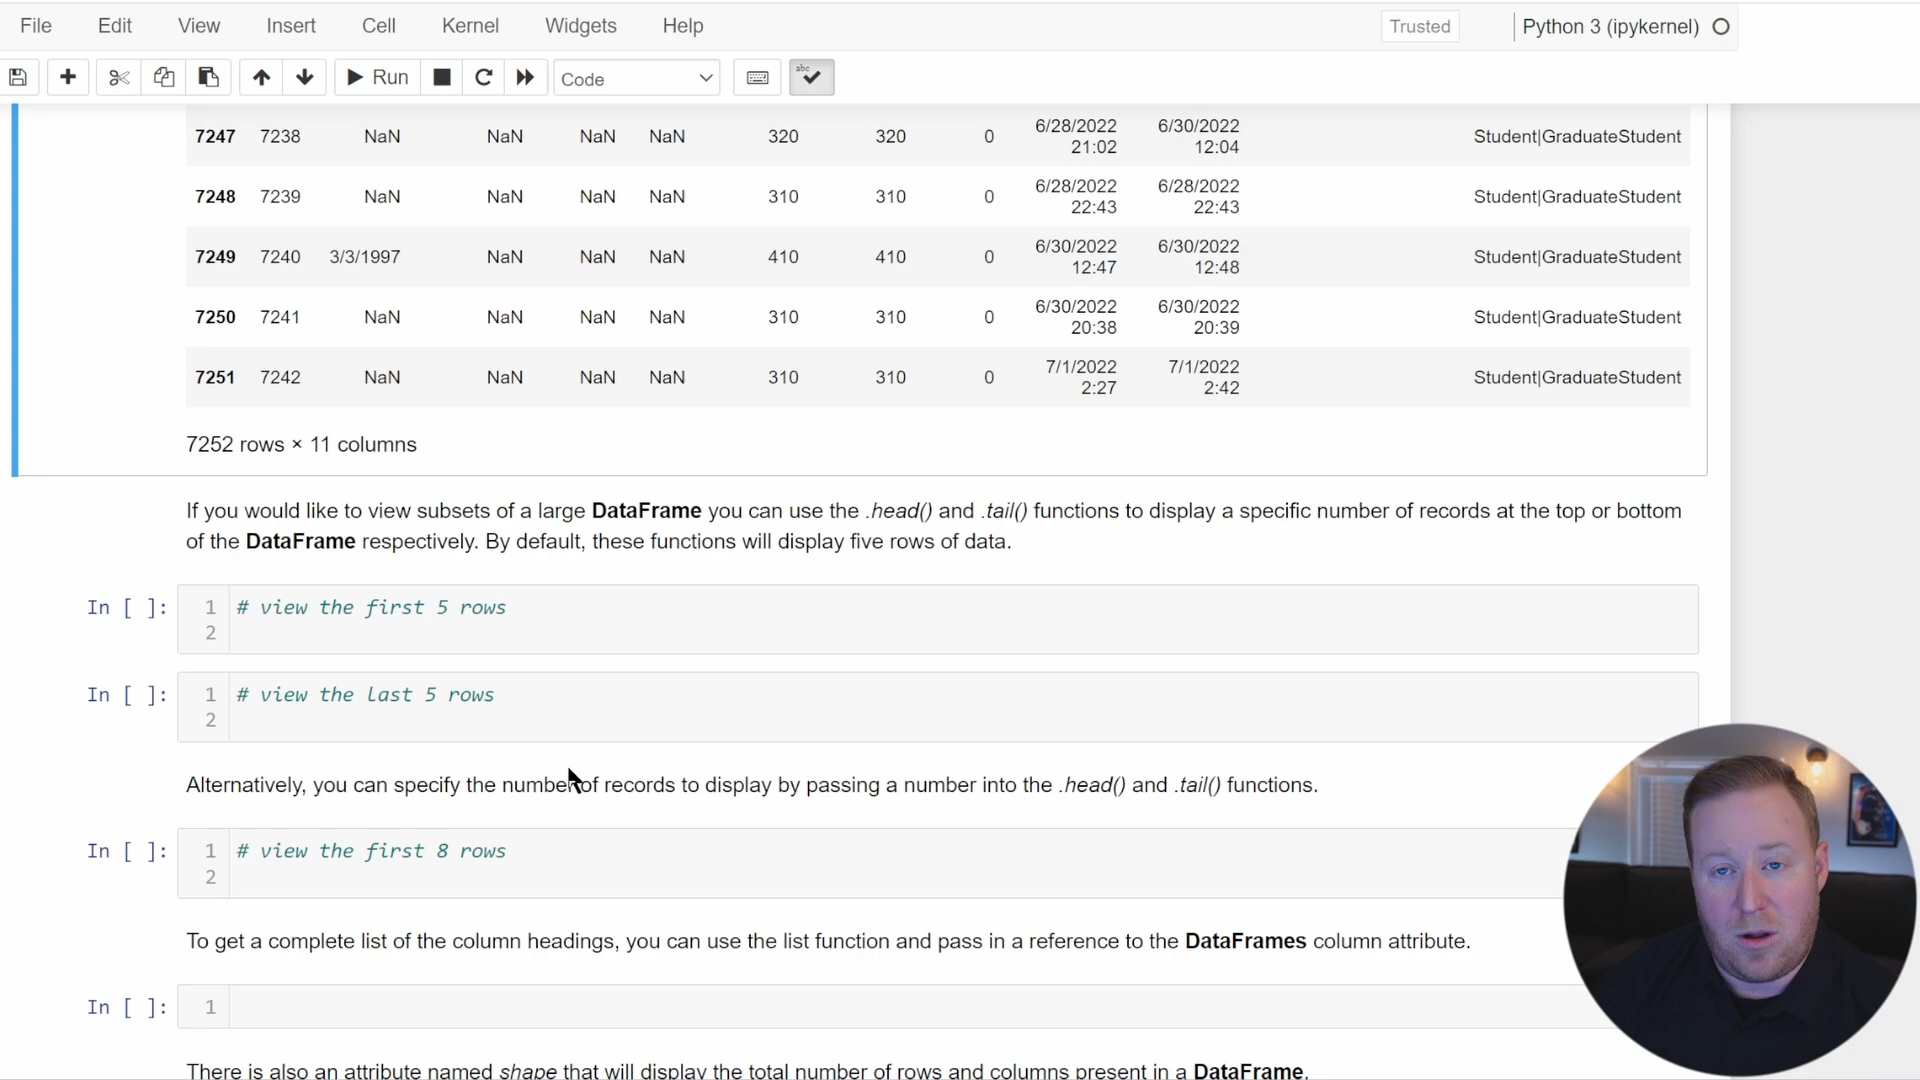 File Edit View Insert Cell Kernel Widgets Help Trusted Python 3 (ipykernel)
Run Code abc
7247 7238 NaN NaN NaN NaN 320 320 0 6/28/2022 21:02 6/30/2022 12:04 Student|GraduateStudent
7248 7239 NaN NaN NaN NaN 310 310 0 6/28/2022 22:43 6/28/2022 22:43 Student|GraduateStudent
7249 7240 3/3/1997 NaN NaN NaN 410 410 0 6/30/2022 12:47 6/30/2022 12:48 Student|GraduateStudent
7250 7241 NaN NaN NaN NaN 310 310 0 6/30/2022 20:38 6/30/2022 20:39 Student|GraduateStudent
7251 7242 NaN NaN NaN NaN 310 310 0 7/1/2022 2:27 7/1/2022 2:42 Student|GraduateStudent
7252 rows × 11 columns
If you would like to view subsets of a large DataFrame you can use the .head() and .tail() functions to display a specific number of records at the top or bottom
of the DataFrame respectively. By default, these functions will display five rows of data.
In [ ]: 1 # view the first 5 rows
2
In [ ]: 1 # view the last 5 rows
2
Alternatively, you can specify the number of records to display by passing a number into the .head() and .tail() functions.
In [ ]: 1 # view the first 8 rows
2
To get a complete list of the column headings, you can use the list function and pass in a reference to the DataFrames column attribute.
In [ ]: 1
There is also an attribute named shape that will display the total number of rows and columns present in a DataFrame.